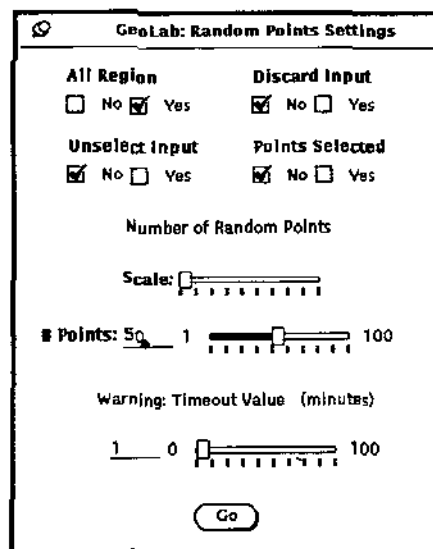 GeoLab: Random Points Settings
All Region Discard Input
No Yes No Yes
Unselect Input Points Selected
No Yes No Yes
Number of Random Points
Scale:
# Points: 50 1 100
Warning: Timeout Value (minutes)
1 0 100
Go